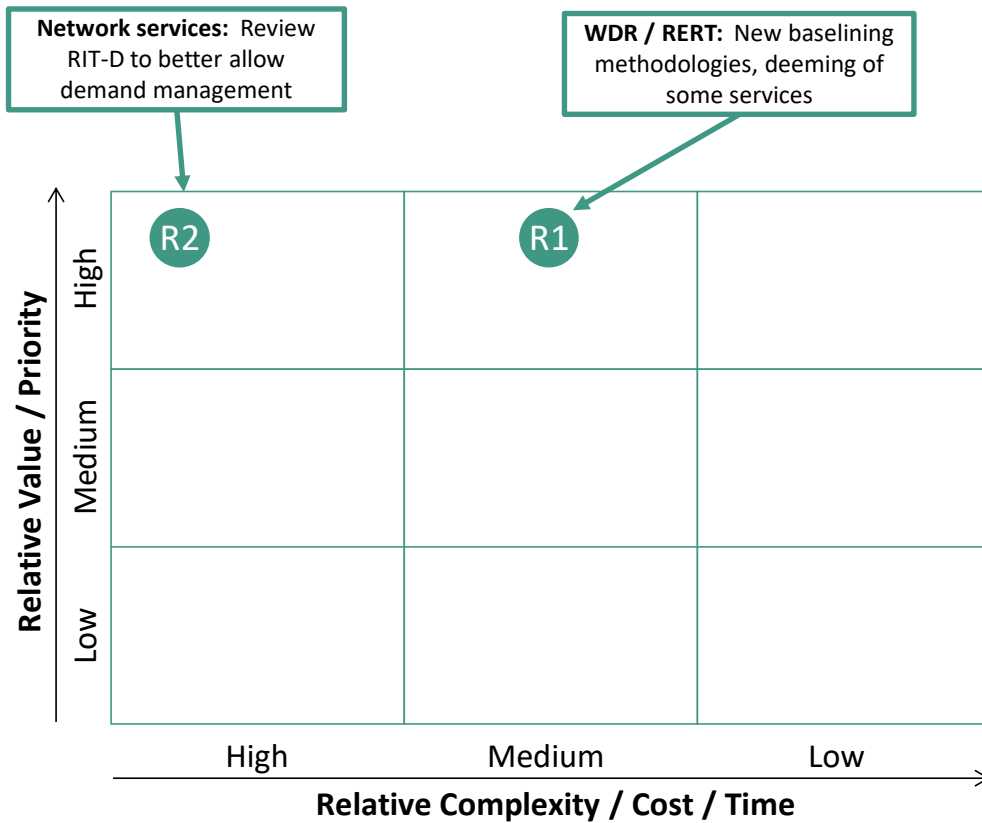 Network services: Review
RIT-D to better allow
demand management
WDR / RERT: New baselining
methodologies, deeming of
some services
R2
R1
Relative Value / Priority
High
Medium
Low
High
Medium
Low
Relative Complexity / Cost / Time